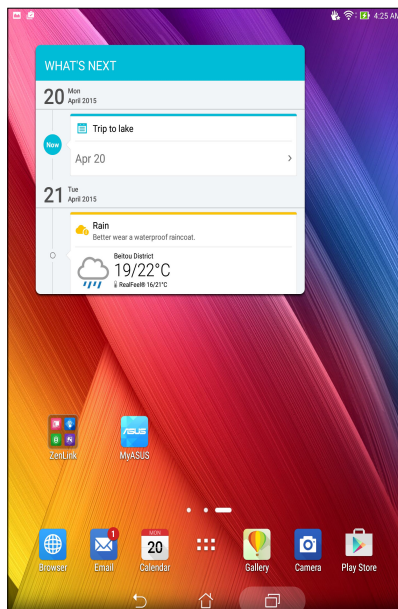 4:25 AM
WHAT'S NEXT
20 Mon
April 2015
Now
Trip to lake
Apr 20
21 Tue
April 2015
Rain
Better wear a waterproof raincoat.
Beitou District
19/22°C
RealFeel® 16/21°C
ZenLink
/SUS
MyASUS
1
MON
20
Browser
Email
Calendar
Gallery
Camera
Play Store